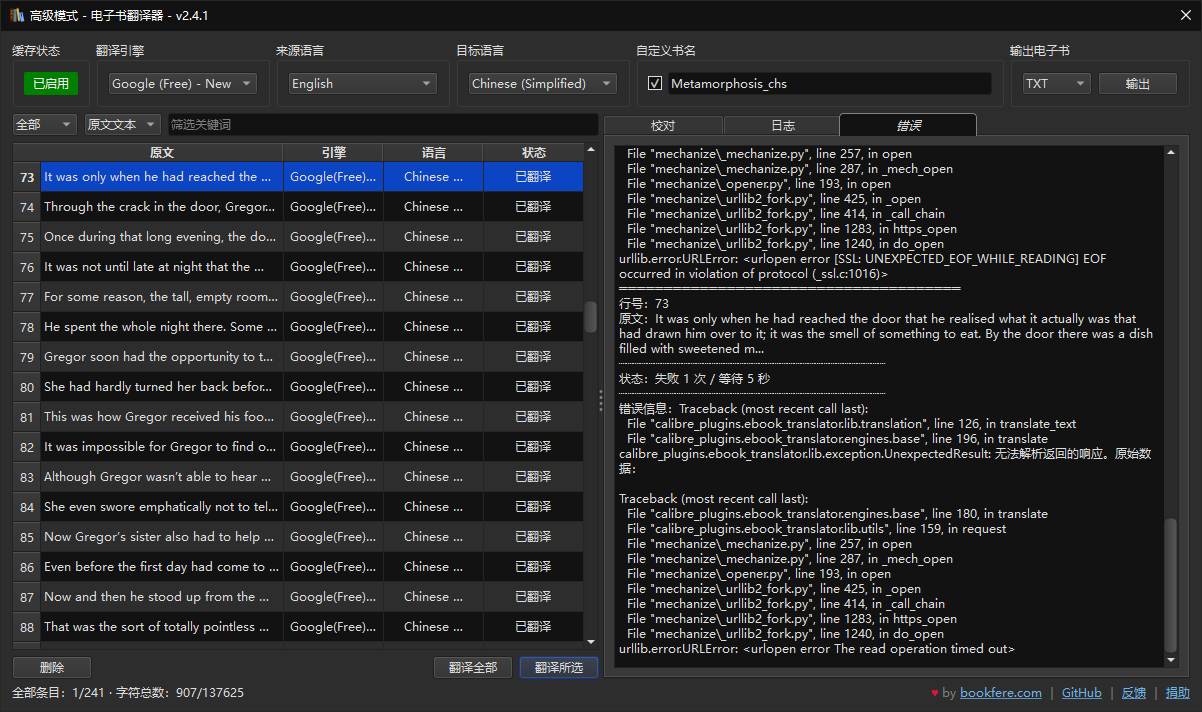 高级模式 - 电子书翻译器 - v2.4.1
缓存状态
翻译引擎
来源语言
目标语言
自定义书名
输出电子书
已启用
Google (Free) - New
English
Chinese (Simplified)
Metamorphosis_chs
TXT
输出
全部
原文文本
筛选关键词
校对
日志
错误
原文 引擎 语言 状态
73 It was only when he had reached the ... Google(Free)... Chinese ... 已翻译
74 Through the crack in the door, Gregor... Google(Free)... Chinese ... 已翻译
75 Once during that long evening, the do... Google(Free)... Chinese ... 已翻译
76 It was not until late at night that the ... Google(Free)... Chinese ... 已翻译
77 For some reason, the tall, empty room... Google(Free)... Chinese ... 已翻译
78 He spent the whole night there. Some ... Google(Free)... Chinese ... 已翻译
79 Gregor soon had the opportunity to t... Google(Free)... Chinese ... 已翻译
80 She had hardly turned her back befor... Google(Free)... Chinese ... 已翻译
81 This was how Gregor received his foo... Google(Free)... Chinese ... 已翻译
82 It was impossible for Gregor to find o... Google(Free)... Chinese ... 已翻译
83 Although Gregor wasn't able to hear ... Google(Free)... Chinese ... 已翻译
84 She even swore emphatically not to tel... Google(Free)... Chinese ... 已翻译
85 Now Gregor's sister also had to help ... Google(Free)... Chinese ... 已翻译
86 Even before the first day had come to ... Google(Free)... Chinese ... 已翻译
87 Now and then he stood up from the ... Google(Free)... Chinese ... 已翻译
88 That was the sort of totally pointless ... Google(Free)... Chinese ... 已翻译
File "mechanize\_mechanize.py", line 257, in open
File "mechanize\_mechanize.py", line 287, in _mech_open
File "mechanize\_opener.py", line 193, in open
File "mechanize\_urllib2_fork.py", line 425, in _open
File "mechanize\_urllib2_fork.py", line 414, in _call_chain
File "mechanize\_urllib2_fork.py", line 1283, in https_open
File "mechanize\_urllib2_fork.py", line 1240, in do_open
urllib.error.URLError: <urlopen error [SSL: UNEXPECTED_EOF_WHILE_READING] EOF
occurred in violation of protocol (_ssl.c:1016)>
======================================
行号：73
原文：It was only when he had reached the door that he realised what it actually was that
had drawn him over to it; it was the smell of something to eat. By the door there was a dish
filled with sweetened m...
状态：失败 1 次 / 等待 5 秒
错误信息：Traceback (most recent call last):
File "calibre_plugins.ebook_translator.lib.translation", line 126, in translate_text
File "calibre_plugins.ebook_translator.engines.base", line 196, in translate
calibre_plugins.ebook_translator.lib.exception.UnexpectedResult: 无法解析返回的响应。原始数
据：
Traceback (most recent call last):
File "calibre_plugins.ebook_translator.engines.base", line 180, in translate
File "calibre_plugins.ebook_translator.lib.utils", line 159, in request
File "mechanize\_mechanize.py", line 257, in open
File "mechanize\_mechanize.py", line 287, in _mech_open
File "mechanize\_opener.py", line 193, in open
File "mechanize\_urllib2_fork.py", line 425, in _open
File "mechanize\_urllib2_fork.py", line 414, in _call_chain
File "mechanize\_urllib2_fork.py", line 1283, in https_open
File "mechanize\_urllib2_fork.py", line 1240, in do_open
urllib.error.URLError: <urlopen error The read operation timed out>
删除
翻译全部
翻译所选
全部条目：1/241 · 字符总数：907/137625
♥ by bookfere.com | GitHub | 反馈 | 捐助